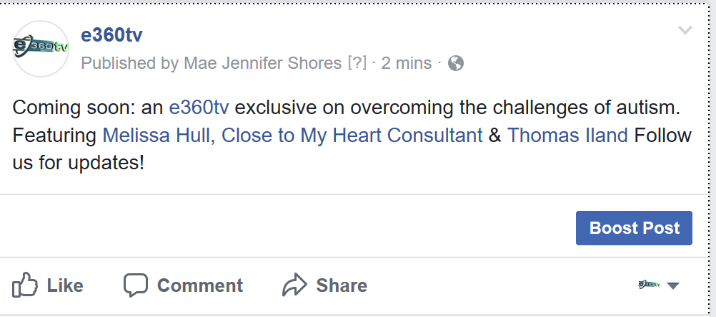 e360tv
e360tv
Published by Mae Jennifer Shores [?] · 2 mins ·
Coming soon: an e360tv exclusive on overcoming the challenges of autism.
Featuring Melissa Hull, Close to My Heart Consultant & Thomas Iland Follow
us for updates!
Boost Post
Like Comment Share